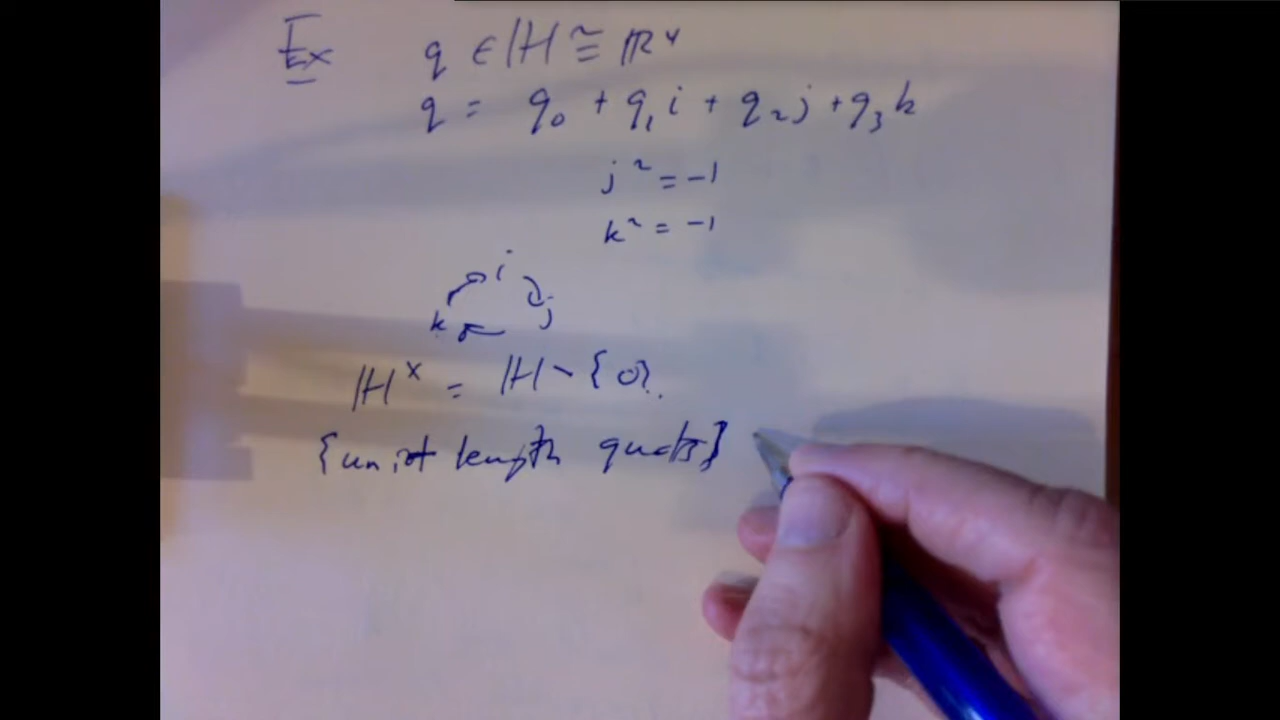 Ex q ∈ ℍ ≅ ℝ⁴
q = q₀ + q₁i + q₂j + q₃k
j² = -1
k² = -1
i
k j
ℍˣ = ℍ \ {0}.
{unit length quats}